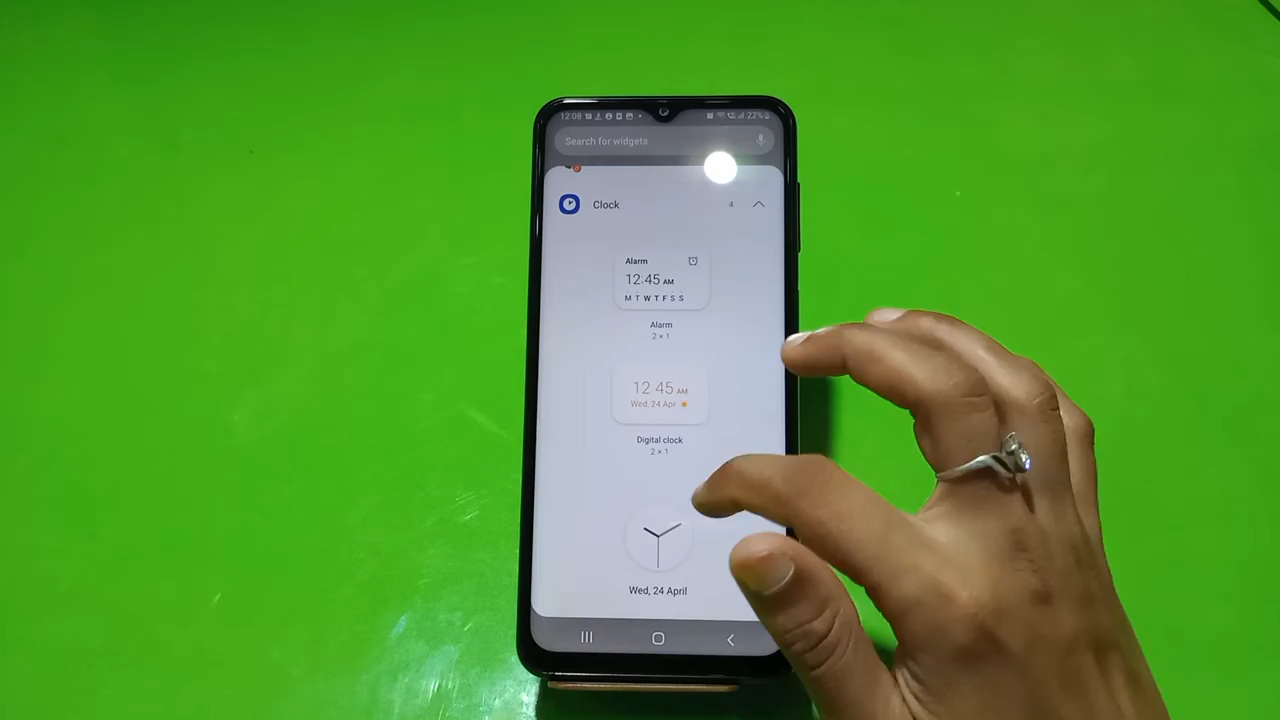 12:08 22%
Search for widgets
Clock 4
Alarm
12:45 AM
M T W T F S S
Alarm
2 × 1
12 45 AM
Wed, 24 Apr
Digital clock
2 × 1
Wed, 24 April